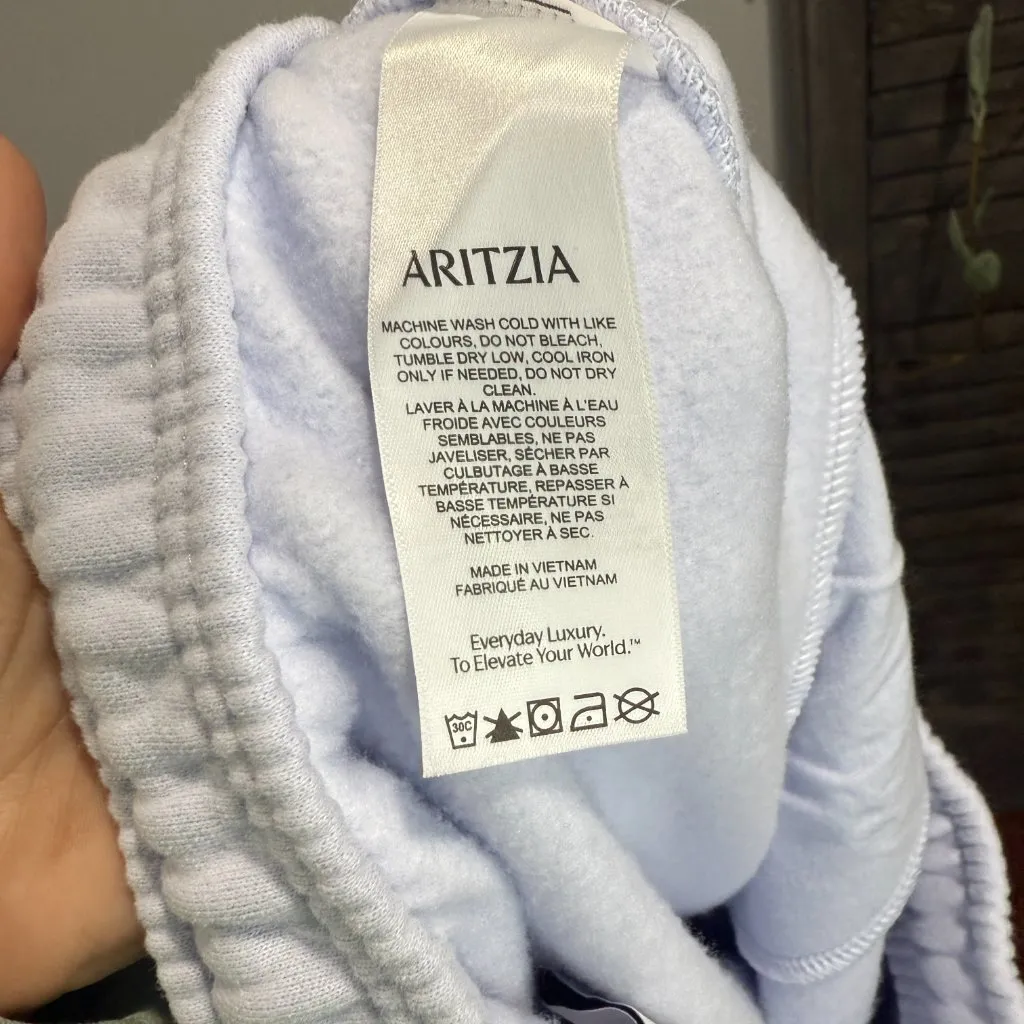 ARITZIA
MACHINE WASH COLD WITH LIKE
COLOURS, DO NOT BLEACH,
TUMBLE DRY LOW, COOL IRON
ONLY IF NEEDED, DO NOT DRY
CLEAN.
LAVER À LA MACHINE À L'EAU
FROIDE AVEC COULEURS
SEMBLABLES, NE PAS
JAVELISER, SÉCHER PAR
CULBUTAGE À BASSE
TEMPÉRATURE, REPASSER À
BASSE TEMPÉRATURE SI
NÉCESSAIRE, NE PAS
NETTOYER À SEC.
MADE IN VIETNAM
FABRIQUÉ AU VIETNAM
Everyday Luxury.
To Elevate Your World.™
30C